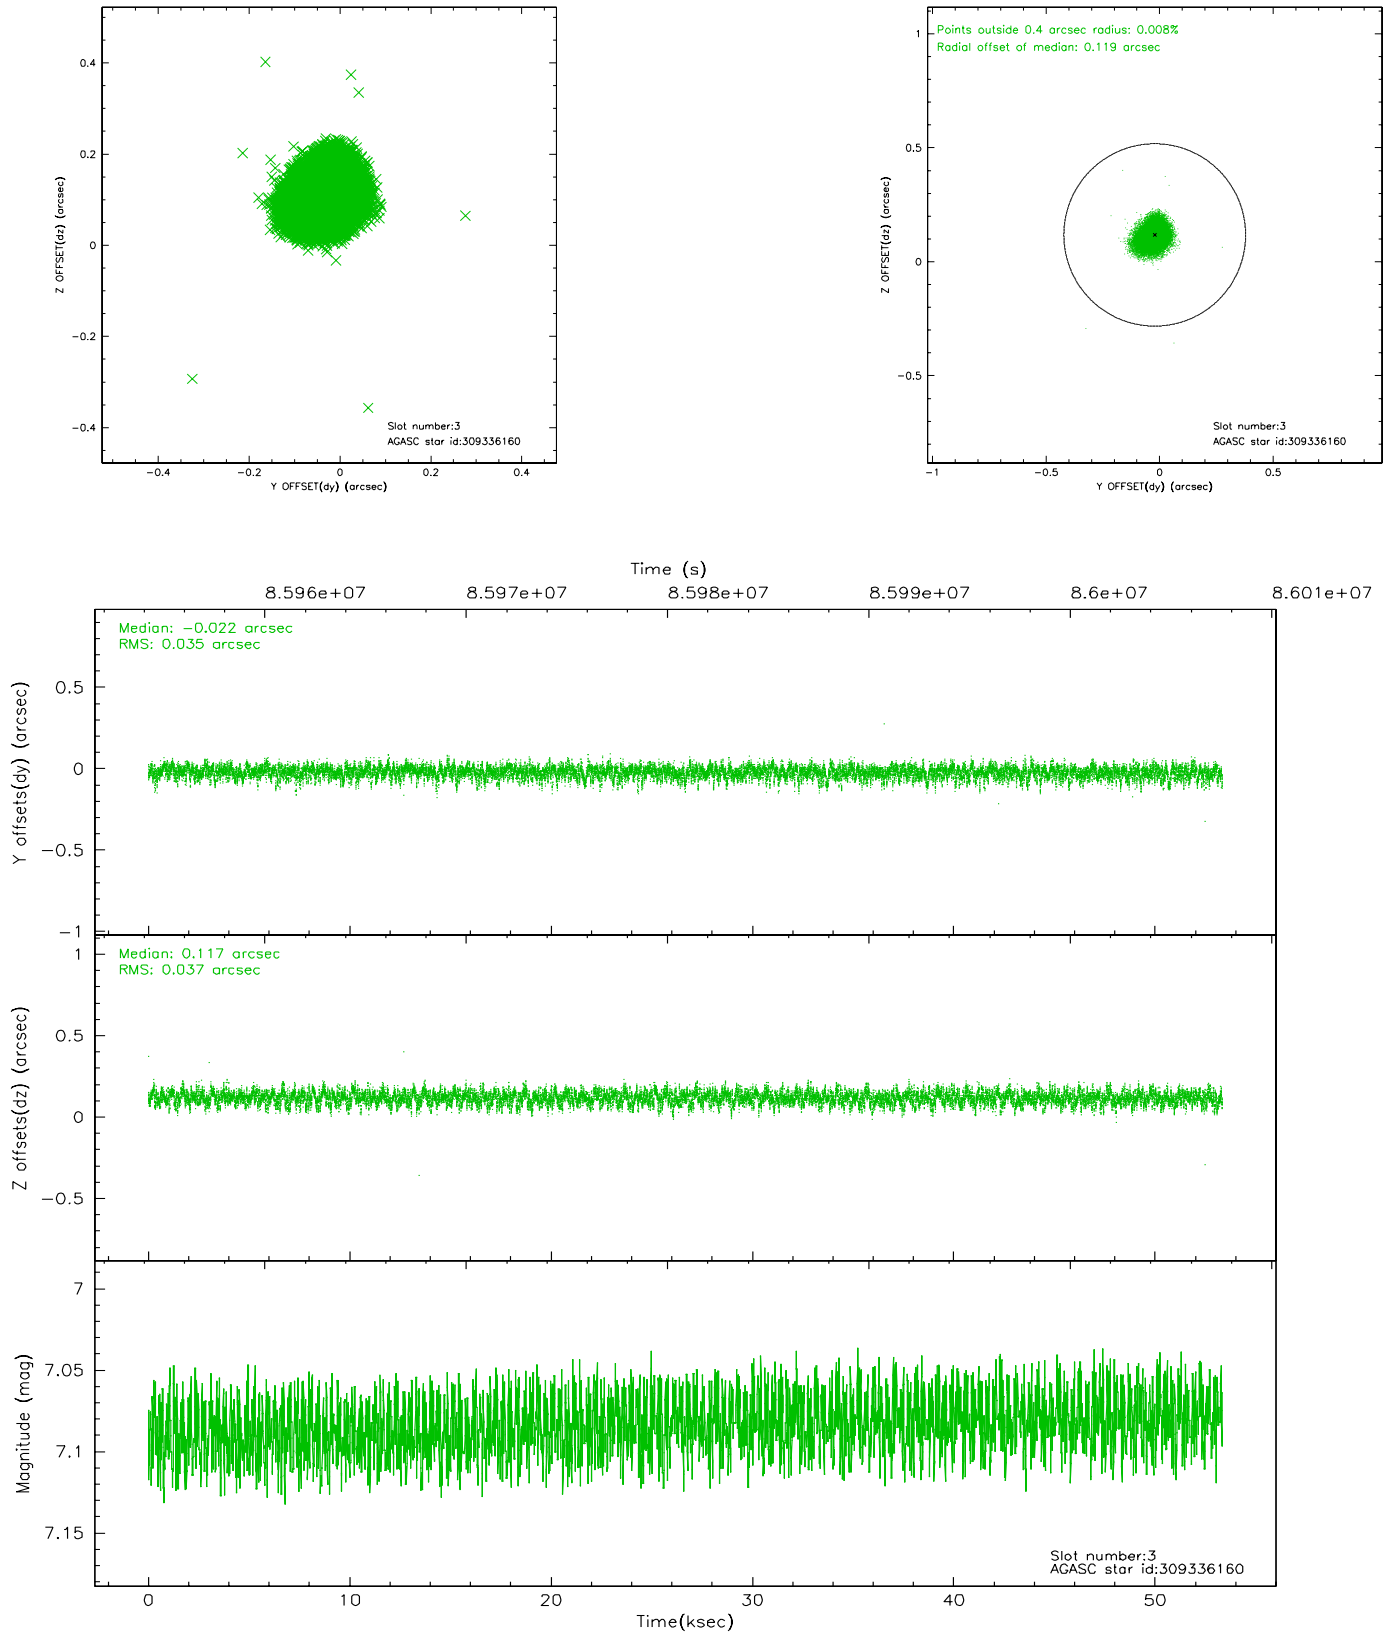 0.4
0.2
0
−0.2
−0.4
Z OFFSET(dz) (arcsec)
Slot number:3
AGASC star id:309336160
−0.4 −0.2 0 0.2 0.4
Y OFFSET(dy) (arcsec)
Points outside 0.4 arcsec radius: 0.008%
Radial offset of median: 0.119 arcsec
1
0.5
0
−0.5
Z OFFSET(dz) (arcsec)
Slot number:3
AGASC star id:309336160
−1 −0.5 0 0.5
Y OFFSET(dy) (arcsec)
Time (s)
8.596e+07 8.597e+07 8.598e+07 8.599e+07 8.6e+07 8.601e+07
Median: −0.022 arcsec
RMS: 0.035 arcsec
0.5
0
−0.5
−1
Y offsets(dy) (arcsec)
Median: 0.117 arcsec
RMS: 0.037 arcsec
1
0.5
0
−0.5
Z offsets(dz) (arcsec)
7
7.05
7.1
7.15
Magnitude (mag)
Slot number:3
AGASC star id:309336160
0 10 20 30 40 50
Time(ksec)